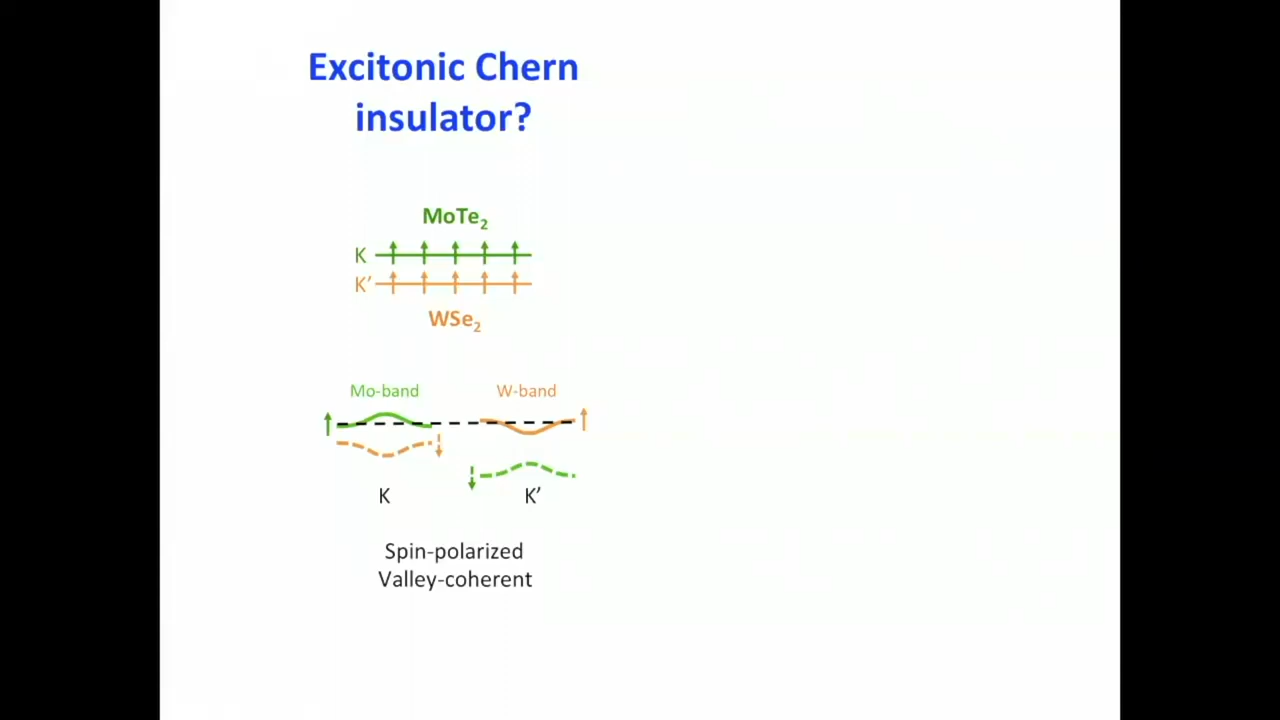 Excitonic Chern
insulator?
MoTe₂
K
K′
WSe₂
Mo-band
W-band
K
K′
Spin-polarized
Valley-coherent